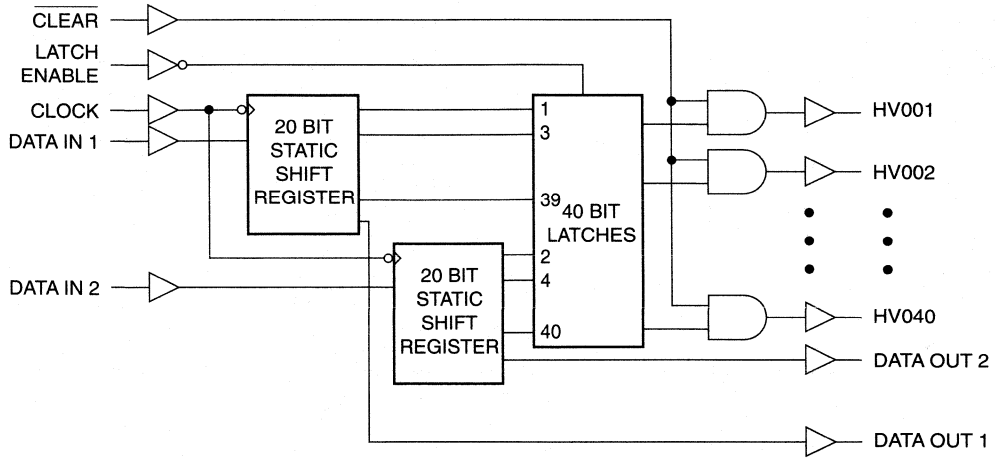 CLEAR
LATCH
ENABLE
CLOCK
DATA IN 1
DATA IN 2
20 BIT
STATIC
SHIFT
REGISTER
20 BIT
STATIC
SHIFT
REGISTER
1
3
39
40 BIT
LATCHES
2
4
40
HV001
HV002
HV040
DATA OUT 2
DATA OUT 1